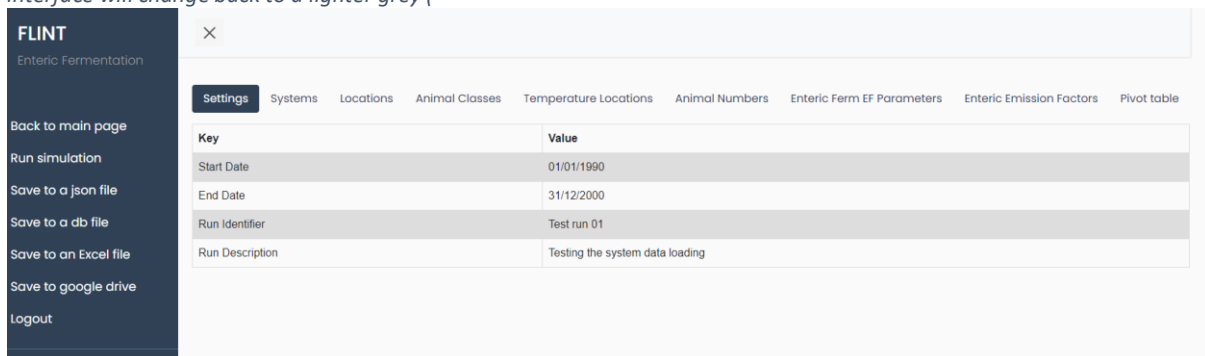 interface will change back to a lighter grey (
FLINT
Enteric Fermentation
Back to main page
Run simulation
Save to a json file
Save to a db file
Save to an Excel file
Save to google drive
Logout
Settings Systems Locations Animal Classes Temperature Locations Animal Numbers Enteric Ferm EF Parameters Enteric Emission Factors Pivot table
Key Value
Start Date 01/01/1990
End Date 31/12/2000
Run Identifier Test run 01
Run Description Testing the system data loading